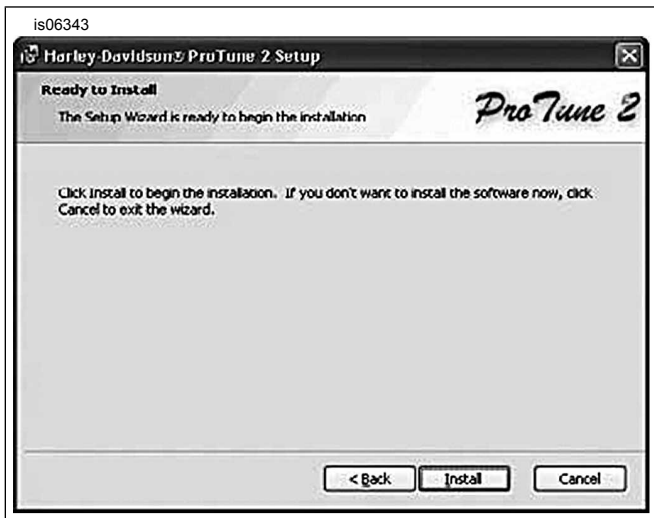 is06343
Harley-Davidson® ProTune 2 Setup
Ready to Install
The Setup Wizard is ready to begin the installation
ProTune 2
Click Install to begin the installation. If you don't want to install the software now, click
Cancel to exit the wizard.
< Back Install Cancel